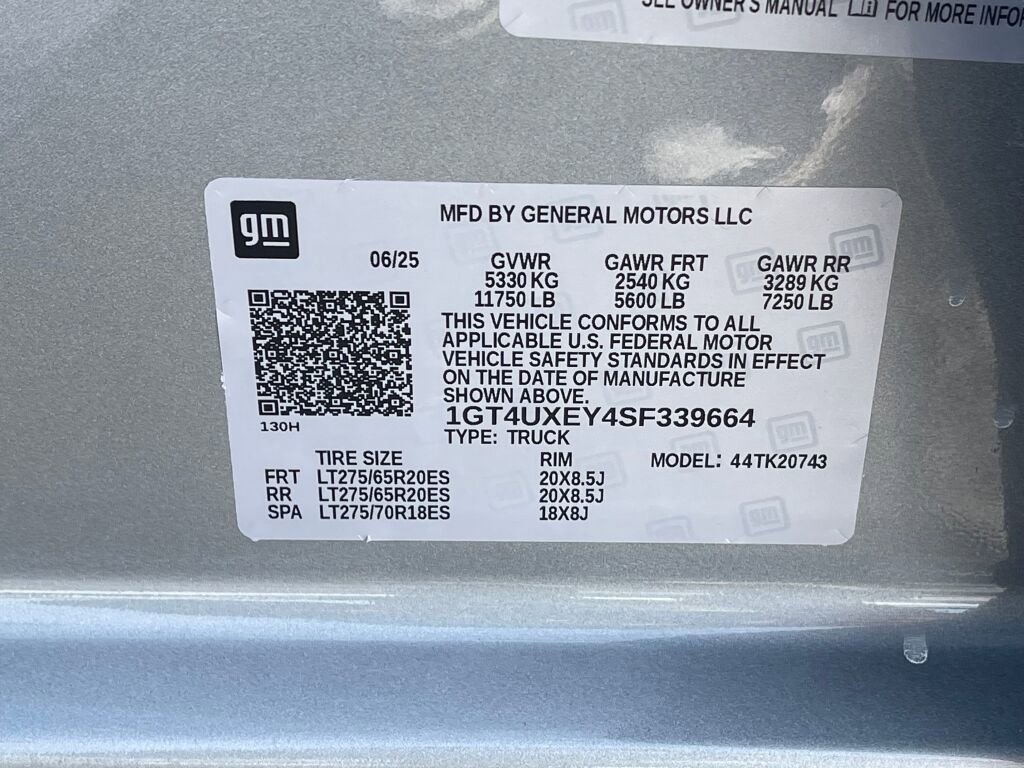 SEE OWNER'S MANUAL FOR MORE
gm
MFD BY GENERAL MOTORS LLC
06/25
GVWR GAWR FRT GAWR RR
5330 KG 2540 KG 3289 KG
11750 LB 5600 LB 7250 LB
THIS VEHICLE CONFORMS TO ALL
APPLICABLE U.S. FEDERAL MOTOR
VEHICLE SAFETY STANDARDS IN EFFECT
ON THE DATE OF MANUFACTURE
SHOWN ABOVE.
1GT4UXEY4SF339664
130H
TYPE: TRUCK
TIRE SIZE RIM MODEL: 44TK20743
FRT LT275/65R20ES 20X8.5J
RR LT275/65R20ES 20X8.5J
SPA LT275/70R18ES 18X8J